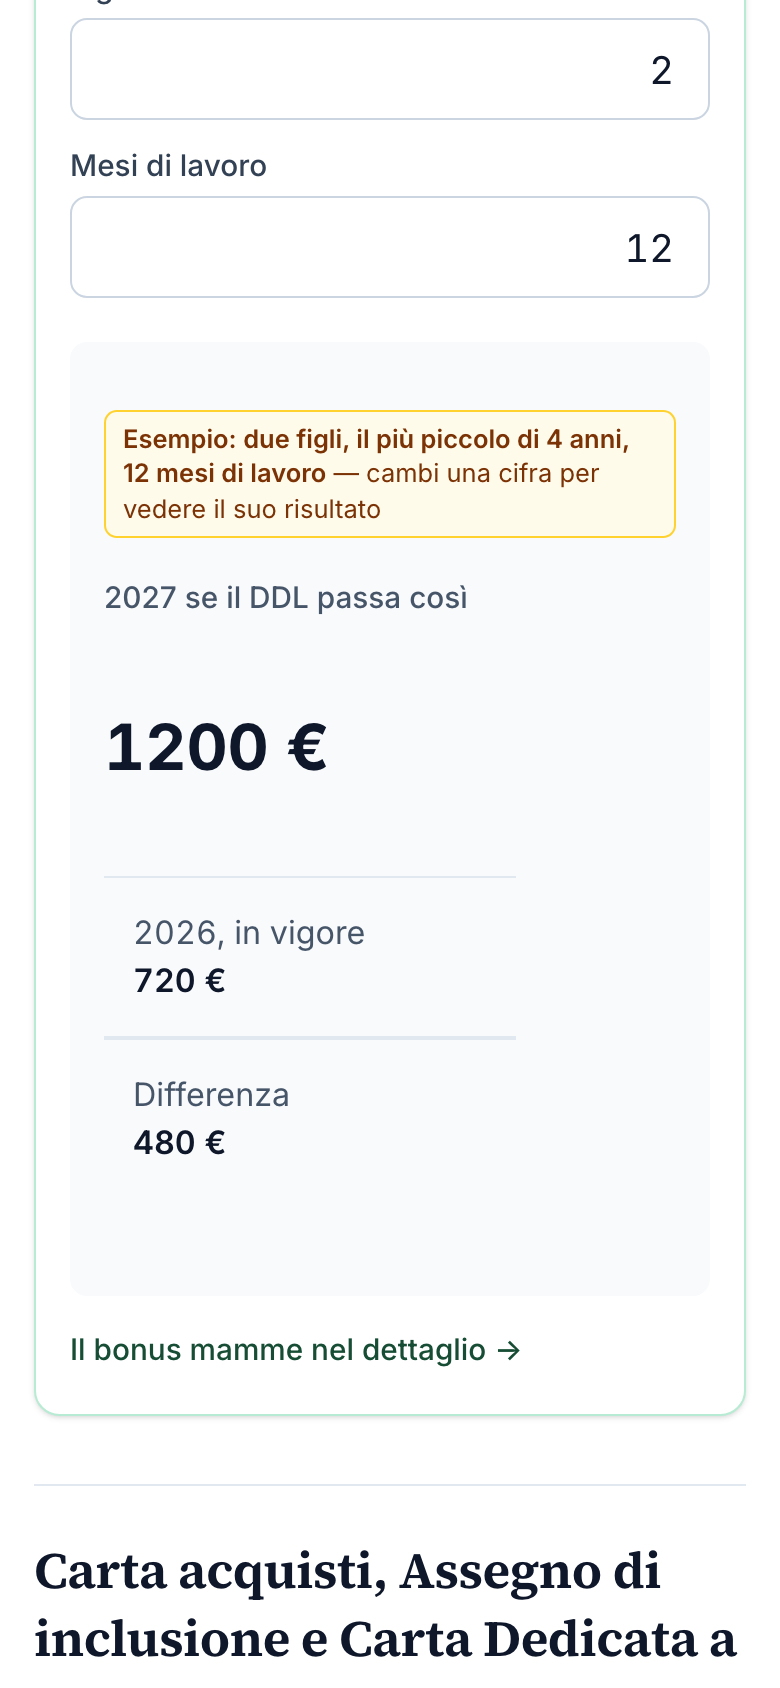 2
Mesi di lavoro
12
Esempio: due figli, il più piccolo di 4 anni,
12 mesi di lavoro — cambi una cifra per
vedere il suo risultato
2027 se il DDL passa così
1200 €
2026, in vigore
720 €
Differenza
480 €
Il bonus mamme nel dettaglio →
Carta acquisti, Assegno di
inclusione e Carta Dedicata a